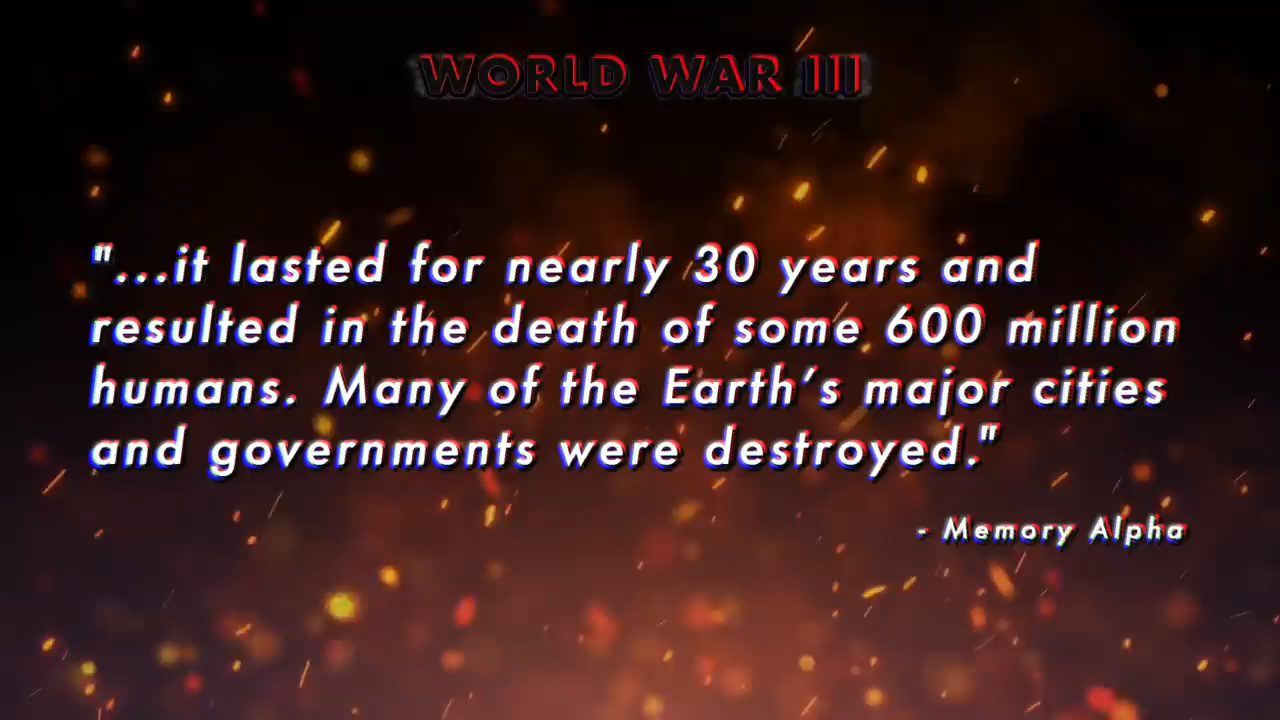 WORLD WAR III
"...it lasted for nearly 30 years and
resulted in the death of some 600 million
humans. Many of the Earth’s major cities
and governments were destroyed."
- Memory Alpha